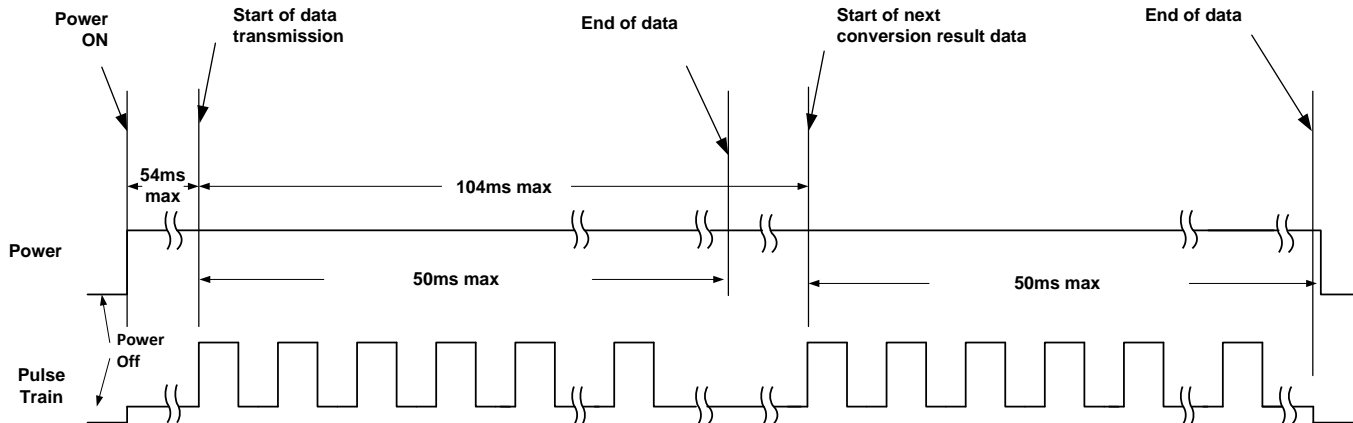 Power
ON
Start of data
transmission
End of data
Start of next
conversion result data
End of data
54ms
max
104ms max
Power
50ms max
50ms max
Power
Off
Pulse
Train